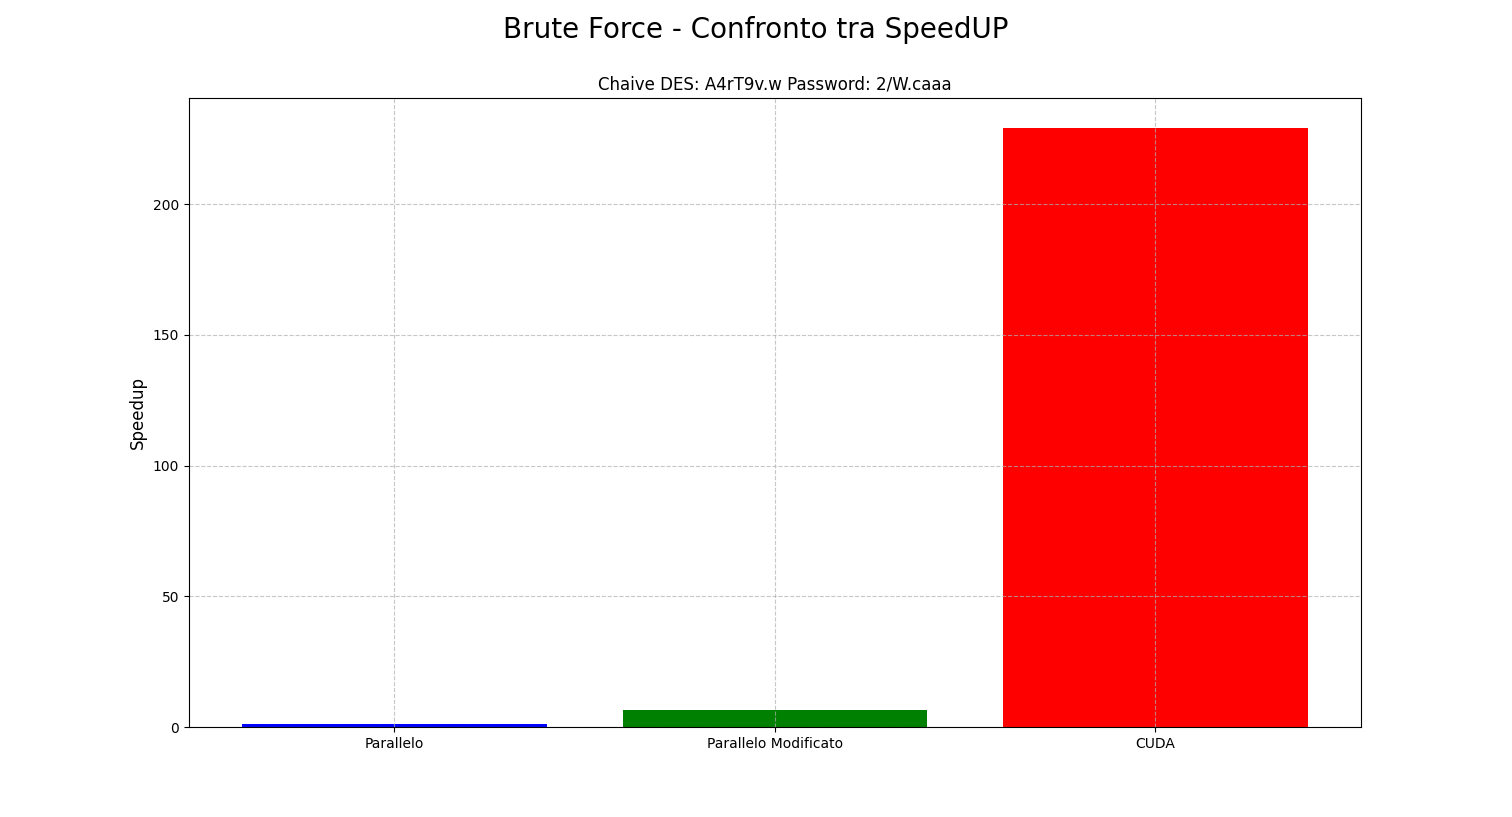 Brute Force - Confronto tra SpeedUP
Chaive DES: A4rT9v.w Password: 2/W.caaa
200
150
100
50
0
Speedup
Parallelo
Parallelo Modificato
CUDA